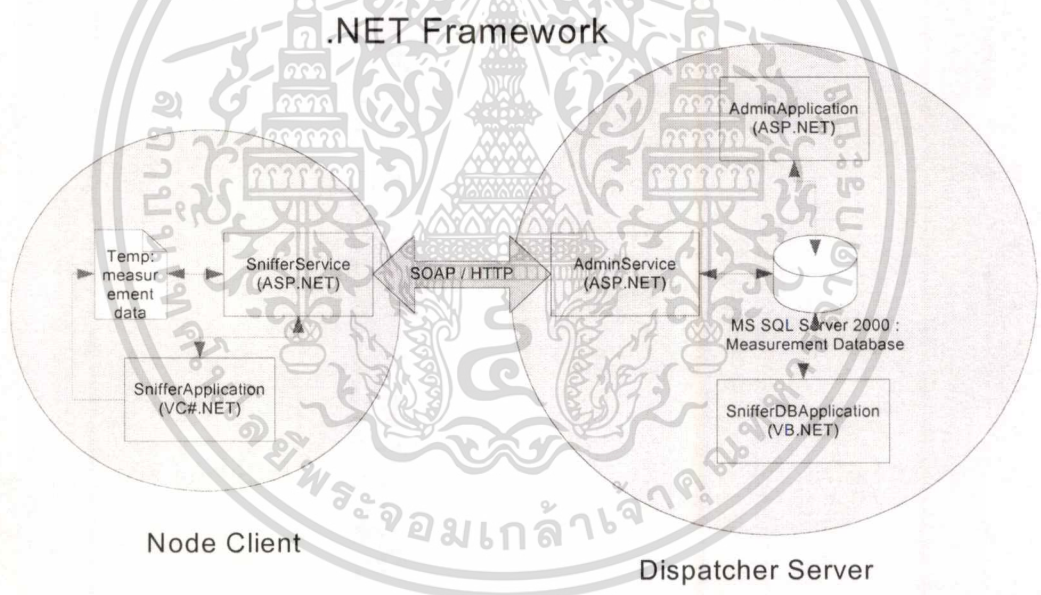 .NET Framework
AdminApplication
(ASP.NET)
Temp:
measur
ement
data
SnifferService
(ASP.NET)
SOAP / HTTP
AdminService
(ASP.NET)
MS SQL Server 2000 :
Measurement Database
SnifferApplication
(VC#.NET)
SnifferDBApplication
(VB.NET)
Node Client
Dispatcher Server